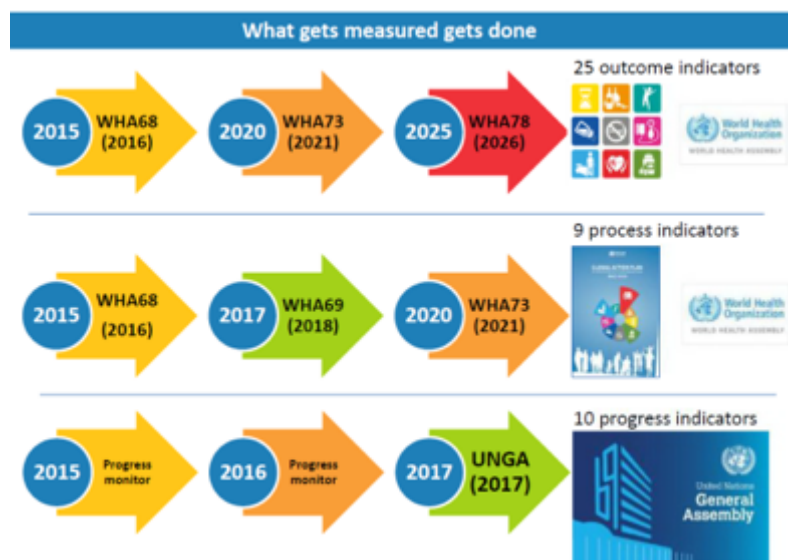 What gets measured gets done
25 outcome indicators
2015
WHA68
(2016)
2020
WHA73
(2021)
2025
WHA78
(2026)
World Health
Organization
WORLD HEALTH ASSEMBLY
9 process indicators
2015
WHA68
(2016)
2017
WHA69
(2018)
2020
WHA73
(2021)
GLOBAL ACTION PLAN
World Health
Organization
WORLD HEALTH ASSEMBLY
10 progress indicators
2015
Progress
monitor
2016
Progress
monitor
2017
UNGA
(2017)
United Nations
General
Assembly